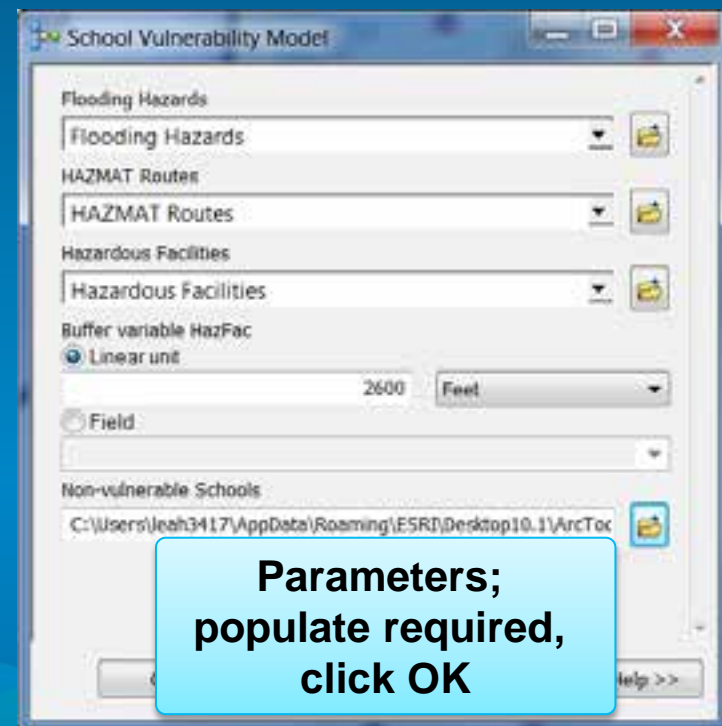 School Vulnerability Model
Flooding Hazards
Flooding Hazards
HAZMAT Routes
HAZMAT Routes
Hazardous Facilities
Hazardous Facilities
Buffer variable HazFac
Linear unit
2600 Feet
Field
Non-vulnerable Schools
C:\Users\leah3417\AppData\Roaming\ESRI\Desktop10.1\ArcToc
Parameters;
populate required,
click OK
Help >>